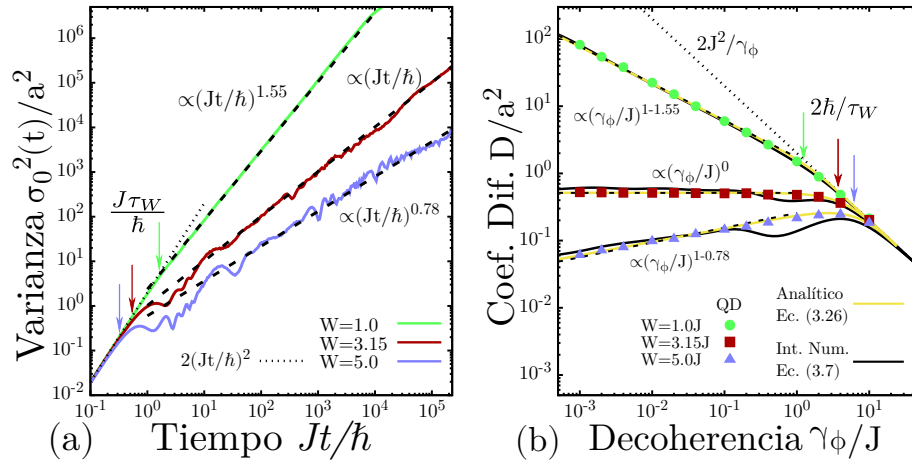 (a)
Varianza σ₀²(t)/a²
10⁶
10⁵
10⁴
10³
10²
10¹
10⁰
10⁻¹
10⁻²
∝(Jt/ħ)^1.55
∝(Jt/ħ)
∝(Jt/ħ)^0.78
Jτ_W/ħ
W=1.0
W=3.15
2(Jt/ħ)²
W=5.0
10⁻¹ 10⁰ 10¹ 10² 10³ 10⁴ 10⁵
Tiempo Jt/ħ
(b)
Coef. Dif. D/a²
10²
10¹
10⁰
10⁻¹
10⁻²
10⁻³
2J²/γ_ϕ
2ħ/τ_W
∝(γ_ϕ/J)^1-1.55
∝(γ_ϕ/J)⁰
∝(γ_ϕ/J)^1-0.78
QD
W=1.0J
W=3.15J
W=5.0J
Analítico
Ec. (3.26)
Int. Num.
Ec. (3.7)
10⁻³ 10⁻² 10⁻¹ 10⁰ 10¹
Decoherencia γ_ϕ/J